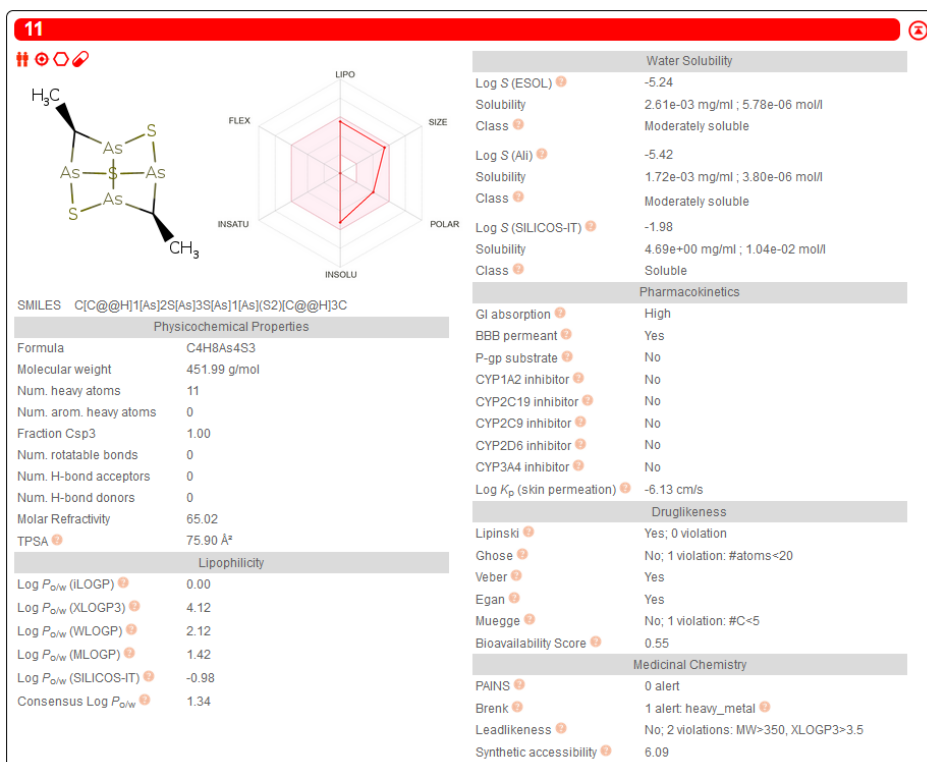 11
H3C
As
S
As
S
As
S
As
CH3
LIPO
FLEX
SIZE
INSATU
POLAR
INSOLU
SMILES C[C@@H]1[As]2S[As]3S[As]1[As](S2)[C@@H]3C
Physicochemical Properties
Formula C4H8As4S3
Molecular weight 451.99 g/mol
Num. heavy atoms 11
Num. arom. heavy atoms 0
Fraction Csp3 1.00
Num. rotatable bonds 0
Num. H-bond acceptors 0
Num. H-bond donors 0
Molar Refractivity 65.02
TPSA ? 75.90 Å²
Lipophilicity
Log Po/w (iLOGP) ? 0.00
Log Po/w (XLOGP3) ? 4.12
Log Po/w (WLOGP) ? 2.12
Log Po/w (MLOGP) ? 1.42
Log Po/w (SILICOS-IT) ? -0.98
Consensus Log Po/w ? 1.34
Water Solubility
Log S (ESOL) ? -5.24
Solubility 2.61e-03 mg/ml ; 5.78e-06 mol/l
Class ? Moderately soluble
Log S (Ali) ? -5.42
Solubility 1.72e-03 mg/ml ; 3.80e-06 mol/l
Class ? Moderately soluble
Log S (SILICOS-IT) ? -1.98
Solubility 4.69e+00 mg/ml ; 1.04e-02 mol/l
Class ? Soluble
Pharmacokinetics
GI absorption ? High
BBB permeant ? Yes
P-gp substrate ? No
CYP1A2 inhibitor ? No
CYP2C19 inhibitor ? No
CYP2C9 inhibitor ? No
CYP2D6 inhibitor ? No
CYP3A4 inhibitor ? No
Log Kp (skin permeation) ? -6.13 cm/s
Druglikeness
Lipinski ? Yes; 0 violation
Ghose ? No; 1 violation: #atoms<20
Veber ? Yes
Egan ? Yes
Muegge ? No; 1 violation: #C<5
Bioavailability Score ? 0.55
Medicinal Chemistry
PAINS ? 0 alert
Brenk ? 1 alert: heavy_metal ?
Leadlikeness ? No; 2 violations: MW>350, XLOGP3>3.5
Synthetic accessibility ? 6.09